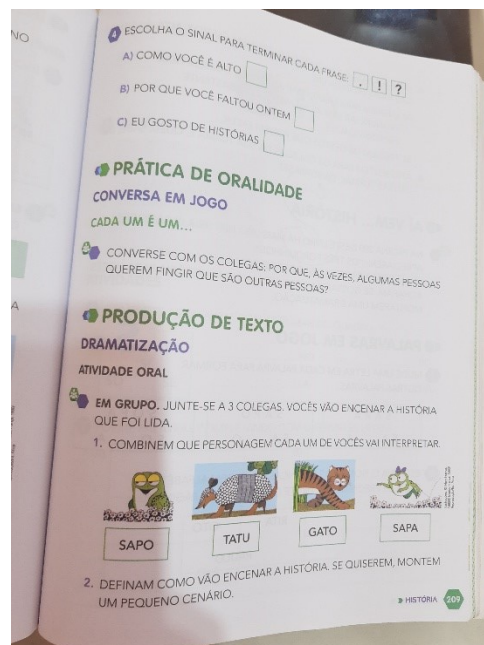 NO
4 ESCOLHA O SINAL PARA TERMINAR CADA FRASE: . ! ?
A) COMO VOCÊ É ALTO
B) POR QUE VOCÊ FALTOU ONTEM
C) EU GOSTO DE HISTÓRIAS
PRÁTICA DE ORALIDADE
CONVERSA EM JOGO
CADA UM É UM...
CONVERSE COM OS COLEGAS: POR QUE, ÀS VEZES, ALGUMAS PESSOAS
QUEREM FINGIR QUE SÃO OUTRAS PESSOAS?
A
PRODUÇÃO DE TEXTO
DRAMATIZAÇÃO
ATIVIDADE ORAL
EM GRUPO. JUNTE-SE A 3 COLEGAS. VOCÊS VÃO ENCENAR A HISTÓRIA
QUE FOI LIDA.
1. COMBINEM QUE PERSONAGEM CADA UM DE VOCÊS VAI INTERPRETAR.
SAPO TATU GATO SAPA
2. DEFINAM COMO VÃO ENCENAR A HISTÓRIA. SE QUISEREM, MONTEM
UM PEQUENO CENÁRIO.
HISTÓRIA 209